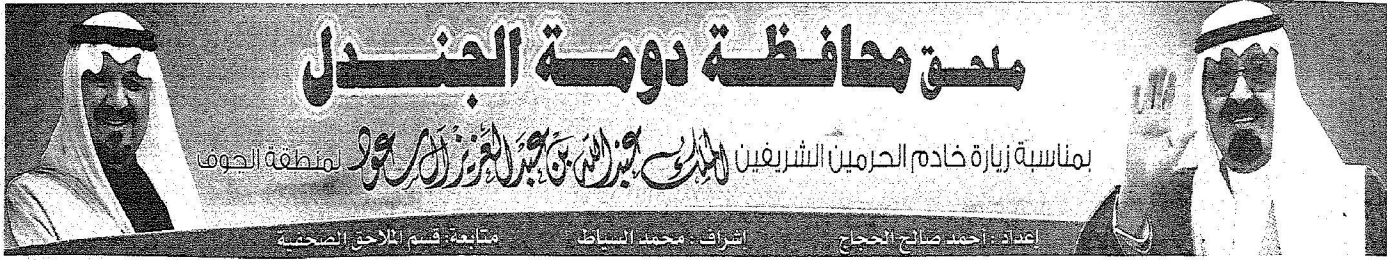 ملحق محافظة دومة الجندل
بمناسبة زيارة خادم الحرمين الشريفين الملك عبدالله بن عبدالعزيز آل سعود لمنطقة الجوف
إعداد : أحمد صالح الحجاج إشراف : محمد السياط متابعة : قسم الملاحق الصحفية